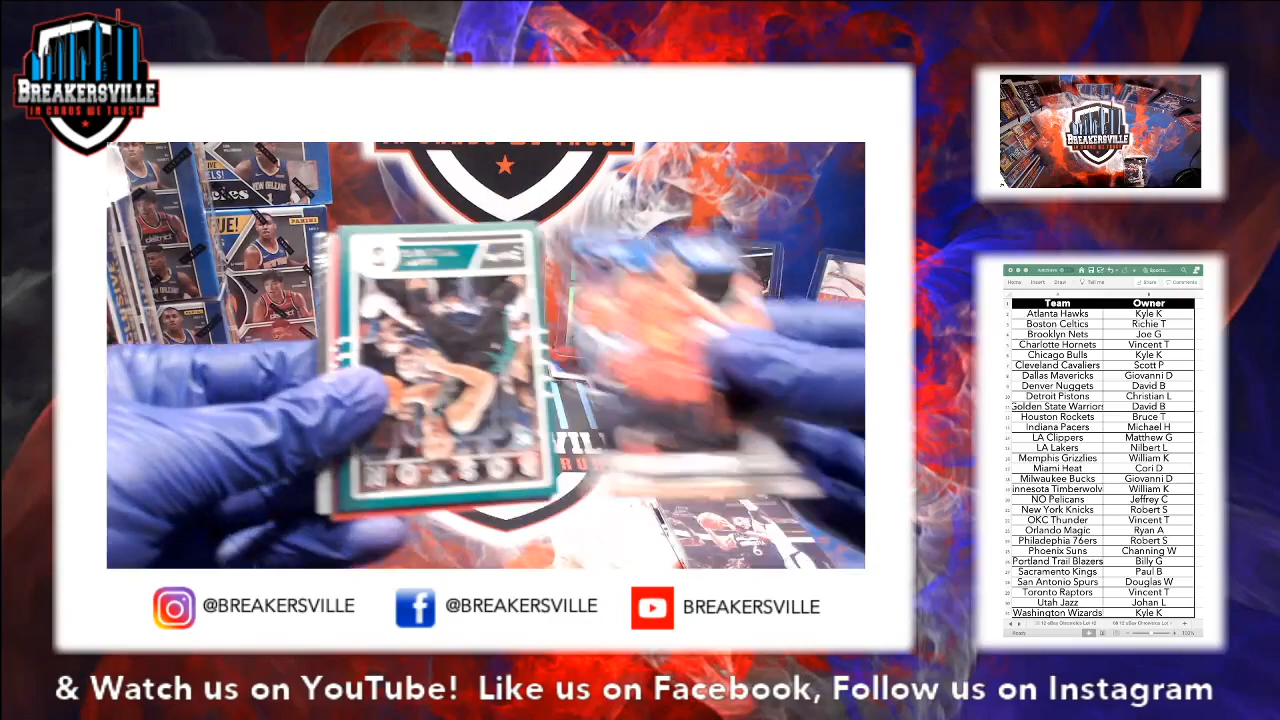 BREAKERSVILLE
IN CHAOS WE TRUST
Team Owner
Atlanta Hawks Kyle K
Boston Celtics Richie T
Brooklyn Nets Joe G
Charlotte Hornets Vincent T
Chicago Bulls Kyle K
Cleveland Cavaliers Scott P
Dallas Mavericks Giovanni D
Denver Nuggets David B
Detroit Pistons Christian L
Golden State Warriors David B
Houston Rockets Bruce T
Indiana Pacers Michael H
LA Clippers Matthew G
LA Lakers Nilbert L
Memphis Grizzlies William K
Miami Heat Cori D
Milwaukee Bucks Giovanni D
innesota Timberwolv William K
NO Pelicans Jeffrey C
New York Knicks Robert S
OKC Thunder Vincent T
Orlando Magic Ryan A
Philadephia 76ers Robert S
Phoenix Suns Channing W
Portland Trail Blazers Billy G
Sacramento Kings Paul B
San Antonio Spurs Douglas W
Toronto Raptors Vincent T
Utah Jazz Johan L
Washington Wizards Kyle K
@BREAKERSVILLE @BREAKERSVILLE BREAKERSVILLE
& Watch us on YouTube! Like us on Facebook, Follow us on Instagram